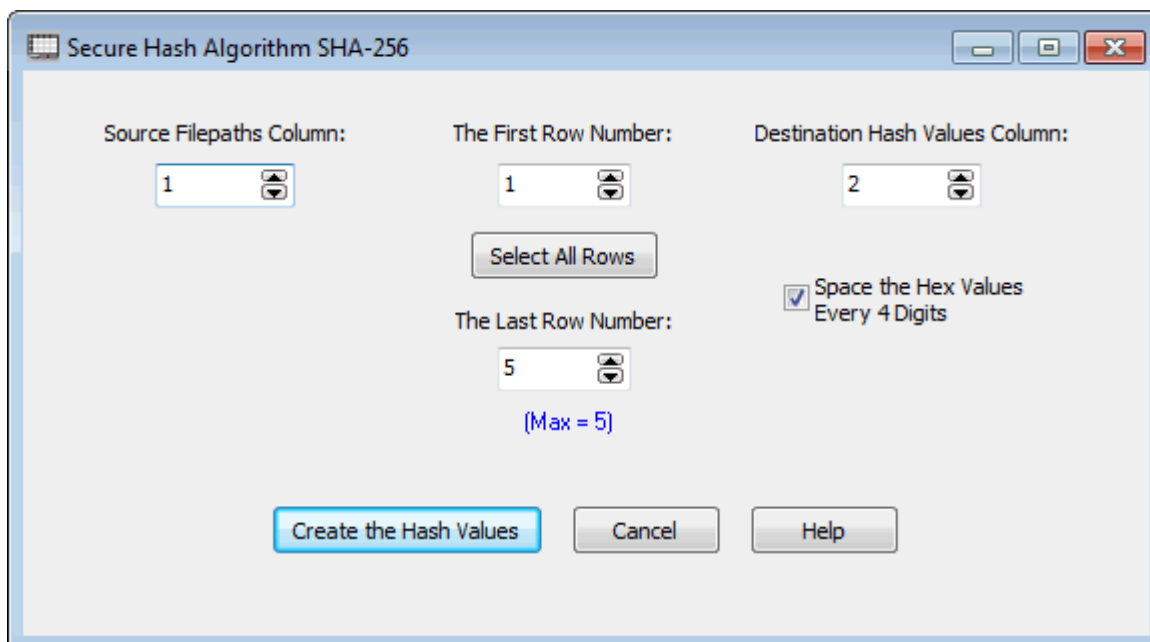 Secure Hash Algorithm SHA-256
Source Filepaths Column:
1
The First Row Number:
1
Select All Rows
The Last Row Number:
5
(Max = 5)
Destination Hash Values Column:
2
Space the Hex Values
Every 4 Digits
Create the Hash Values
Cancel
Help